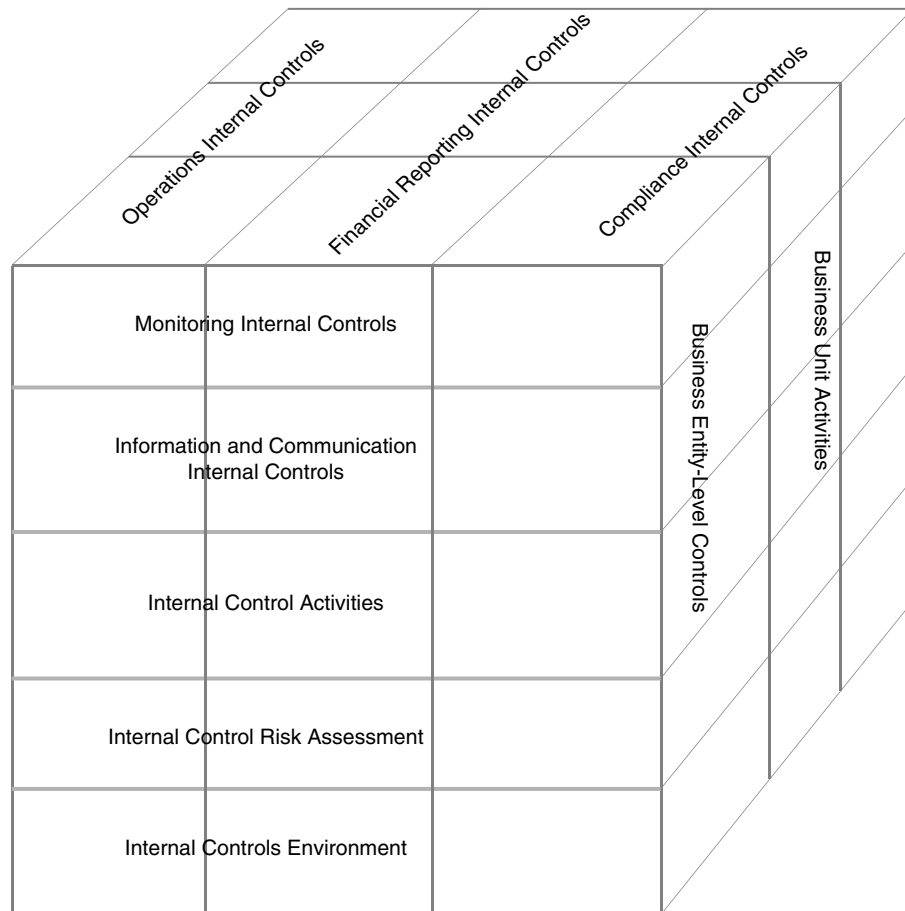 Operations Internal Controls
Financial Reporting Internal Controls
Compliance Internal Controls
Monitoring Internal Controls
Information and Communication
Internal Controls
Internal Control Activities
Internal Control Risk Assessment
Internal Controls Environment
Business Entity-Level Controls
Business Unit Activities